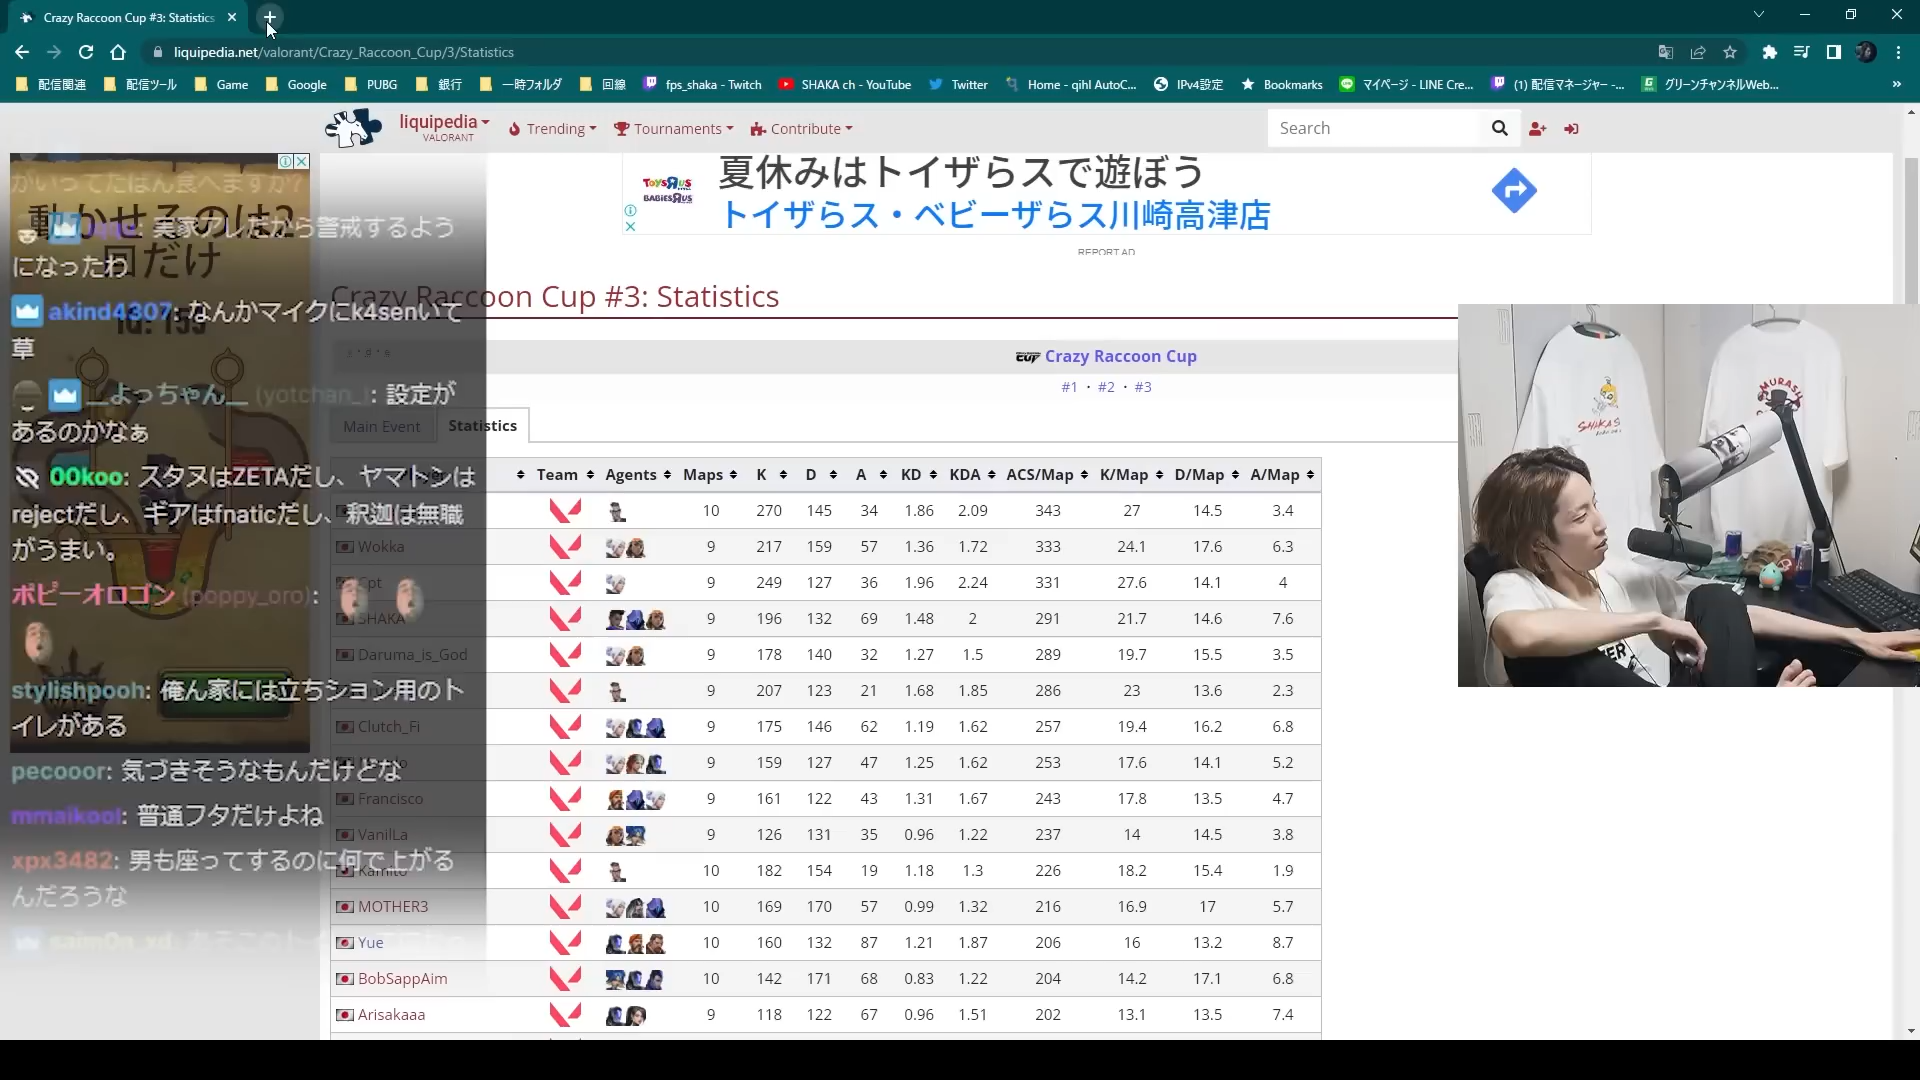 Crazy Raccoon Cup #3: Statistics
liquipedia.net/valorant/Crazy_Raccoon_Cup/3/Statistics
配信関連 配信ツール Game Google PUBG 銀行 一時フォルダ 回線 fps_shaka - Twitch SHAKA ch - YouTube Twitter Home - qihl AutoC... IPv4設定 Bookmarks マイページ - LINE Cre... (1) 配信マネージャー -... グリーンチャンネルWeb...
liquipedia VALORANT Trending Tournaments Contribute Search
夏休みはトイザらスで遊ぼう
TOYSRUS BABIESRUS
トイザらス・ベビーザらス川崎高津店
REPORT AD
動かせるのは2
回だけ
実家アレだから警戒するよう
になったわ
akind4307: なんかマイクにk4senいて
草
__よっちゃん__ (yotchan_): 設定が
あるのかなぁ
00koo: スタヌはZETAだし、ヤマトンは
rejectだし、ギアはfnaticだし、釈迦は無職
がうまい。
ポピーオロゴン (poppy_oro):
stylishpooh: 俺ん家には立ちション用のト
イレがある
pecooor: 気づきそうなもんだけどな
mmaikool: 普通フタだけよね
xpx3482: 男も座ってするのに何で上がる
んだろうな
Crazy Raccoon Cup #3: Statistics
CUP Crazy Raccoon Cup
#1 · #2 · #3
Main Event Statistics
Team Agents Maps K D A KD KDA ACS/Map K/Map D/Map A/Map
10 270 145 34 1.86 2.09 343 27 14.5 3.4
Wokka 9 217 159 57 1.36 1.72 333 24.1 17.6 6.3
Cpt 9 249 127 36 1.96 2.24 331 27.6 14.1 4
SHAKA 9 196 132 69 1.48 2 291 21.7 14.6 7.6
Daruma_is_God 9 178 140 32 1.27 1.5 289 19.7 15.5 3.5
9 207 123 21 1.68 1.85 286 23 13.6 2.3
Clutch_Fi 9 175 146 62 1.19 1.62 257 19.4 16.2 6.8
9 159 127 47 1.25 1.62 253 17.6 14.1 5.2
Francisco 9 161 122 43 1.31 1.67 243 17.8 13.5 4.7
VanilLa 9 126 131 35 0.96 1.22 237 14 14.5 3.8
Kamito 10 182 154 19 1.18 1.3 226 18.2 15.4 1.9
MOTHER3 10 169 170 57 0.99 1.32 216 16.9 17 5.7
Yue 10 160 132 87 1.21 1.87 206 16 13.2 8.7
BobSappAim 10 142 171 68 0.83 1.22 204 14.2 17.1 6.8
Arisakaaa 9 118 122 67 0.96 1.51 202 13.1 13.5 7.4